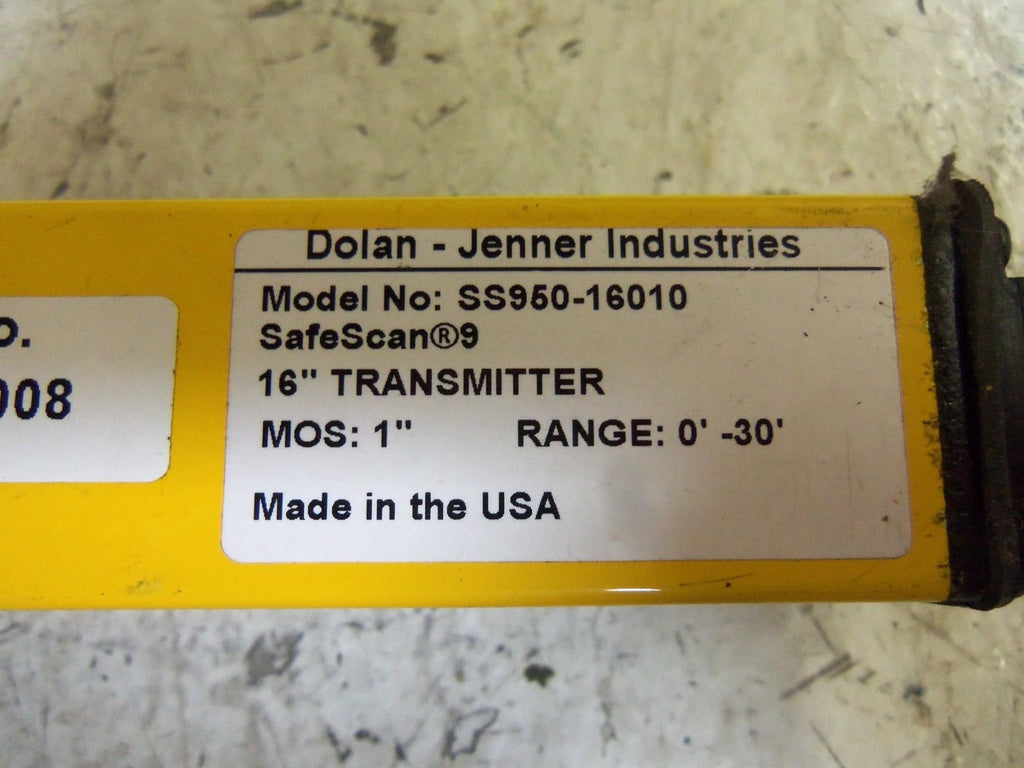 Dolan - Jenner Industries
Model No: SS950-16010
SafeScan®9
16" TRANSMITTER
MOS: 1" RANGE: 0' -30'
Made in the USA
o.
008